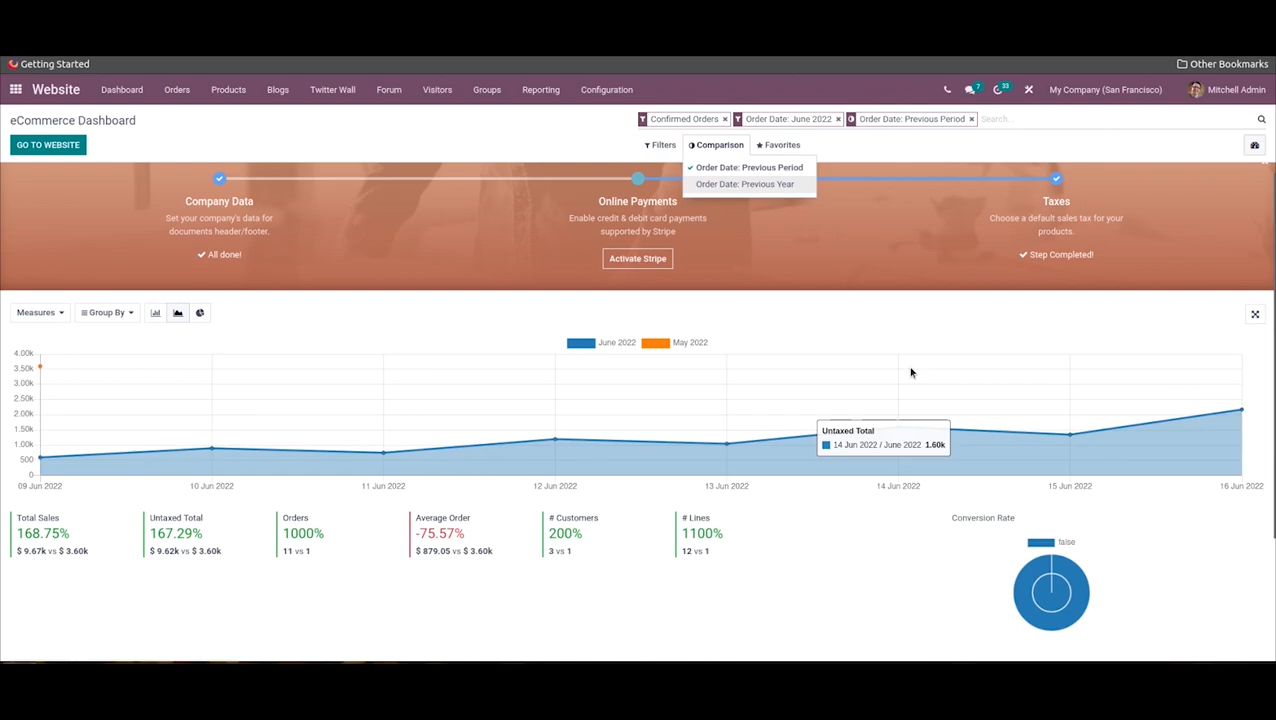 Getting Started
Other Bookmarks
Website Dashboard Orders Products Blogs Twitter Wall Forum Visitors Groups Reporting Configuration 7 33 My Company (San Francisco) Mitchell Admin
eCommerce Dashboard
Confirmed Orders × Order Date: June 2022 × Order Date: Previous Period × Search...
GO TO WEBSITE
Filters Comparison Favorites
Order Date: Previous Period
Order Date: Previous Year
Company Data Online Payments Taxes
Set your company's data for Enable credit & debit card payments Choose a default sales tax for your
documents header/footer. supported by Stripe products.
All done! Activate Stripe Step Completed!
Measures Group By
June 2022 May 2022
4.00k
3.50k
3.00k
2.50k
2.00k
1.50k
1.00k
500
0
Untaxed Total
14 Jun 2022 / June 2022 1.60k
09 Jun 2022 10 Jun 2022 11 Jun 2022 12 Jun 2022 13 Jun 2022 14 Jun 2022 15 Jun 2022 16 Jun 2022
Total Sales Untaxed Total Orders Average Order # Customers # Lines Conversion Rate
168.75% 167.29% 1000% -75.57% 200% 1100%
$ 9.67k vs $ 3.60k $ 9.62k vs $ 3.60k 11 vs 1 $ 879.05 vs $ 3.60k 3 vs 1 12 vs 1
false